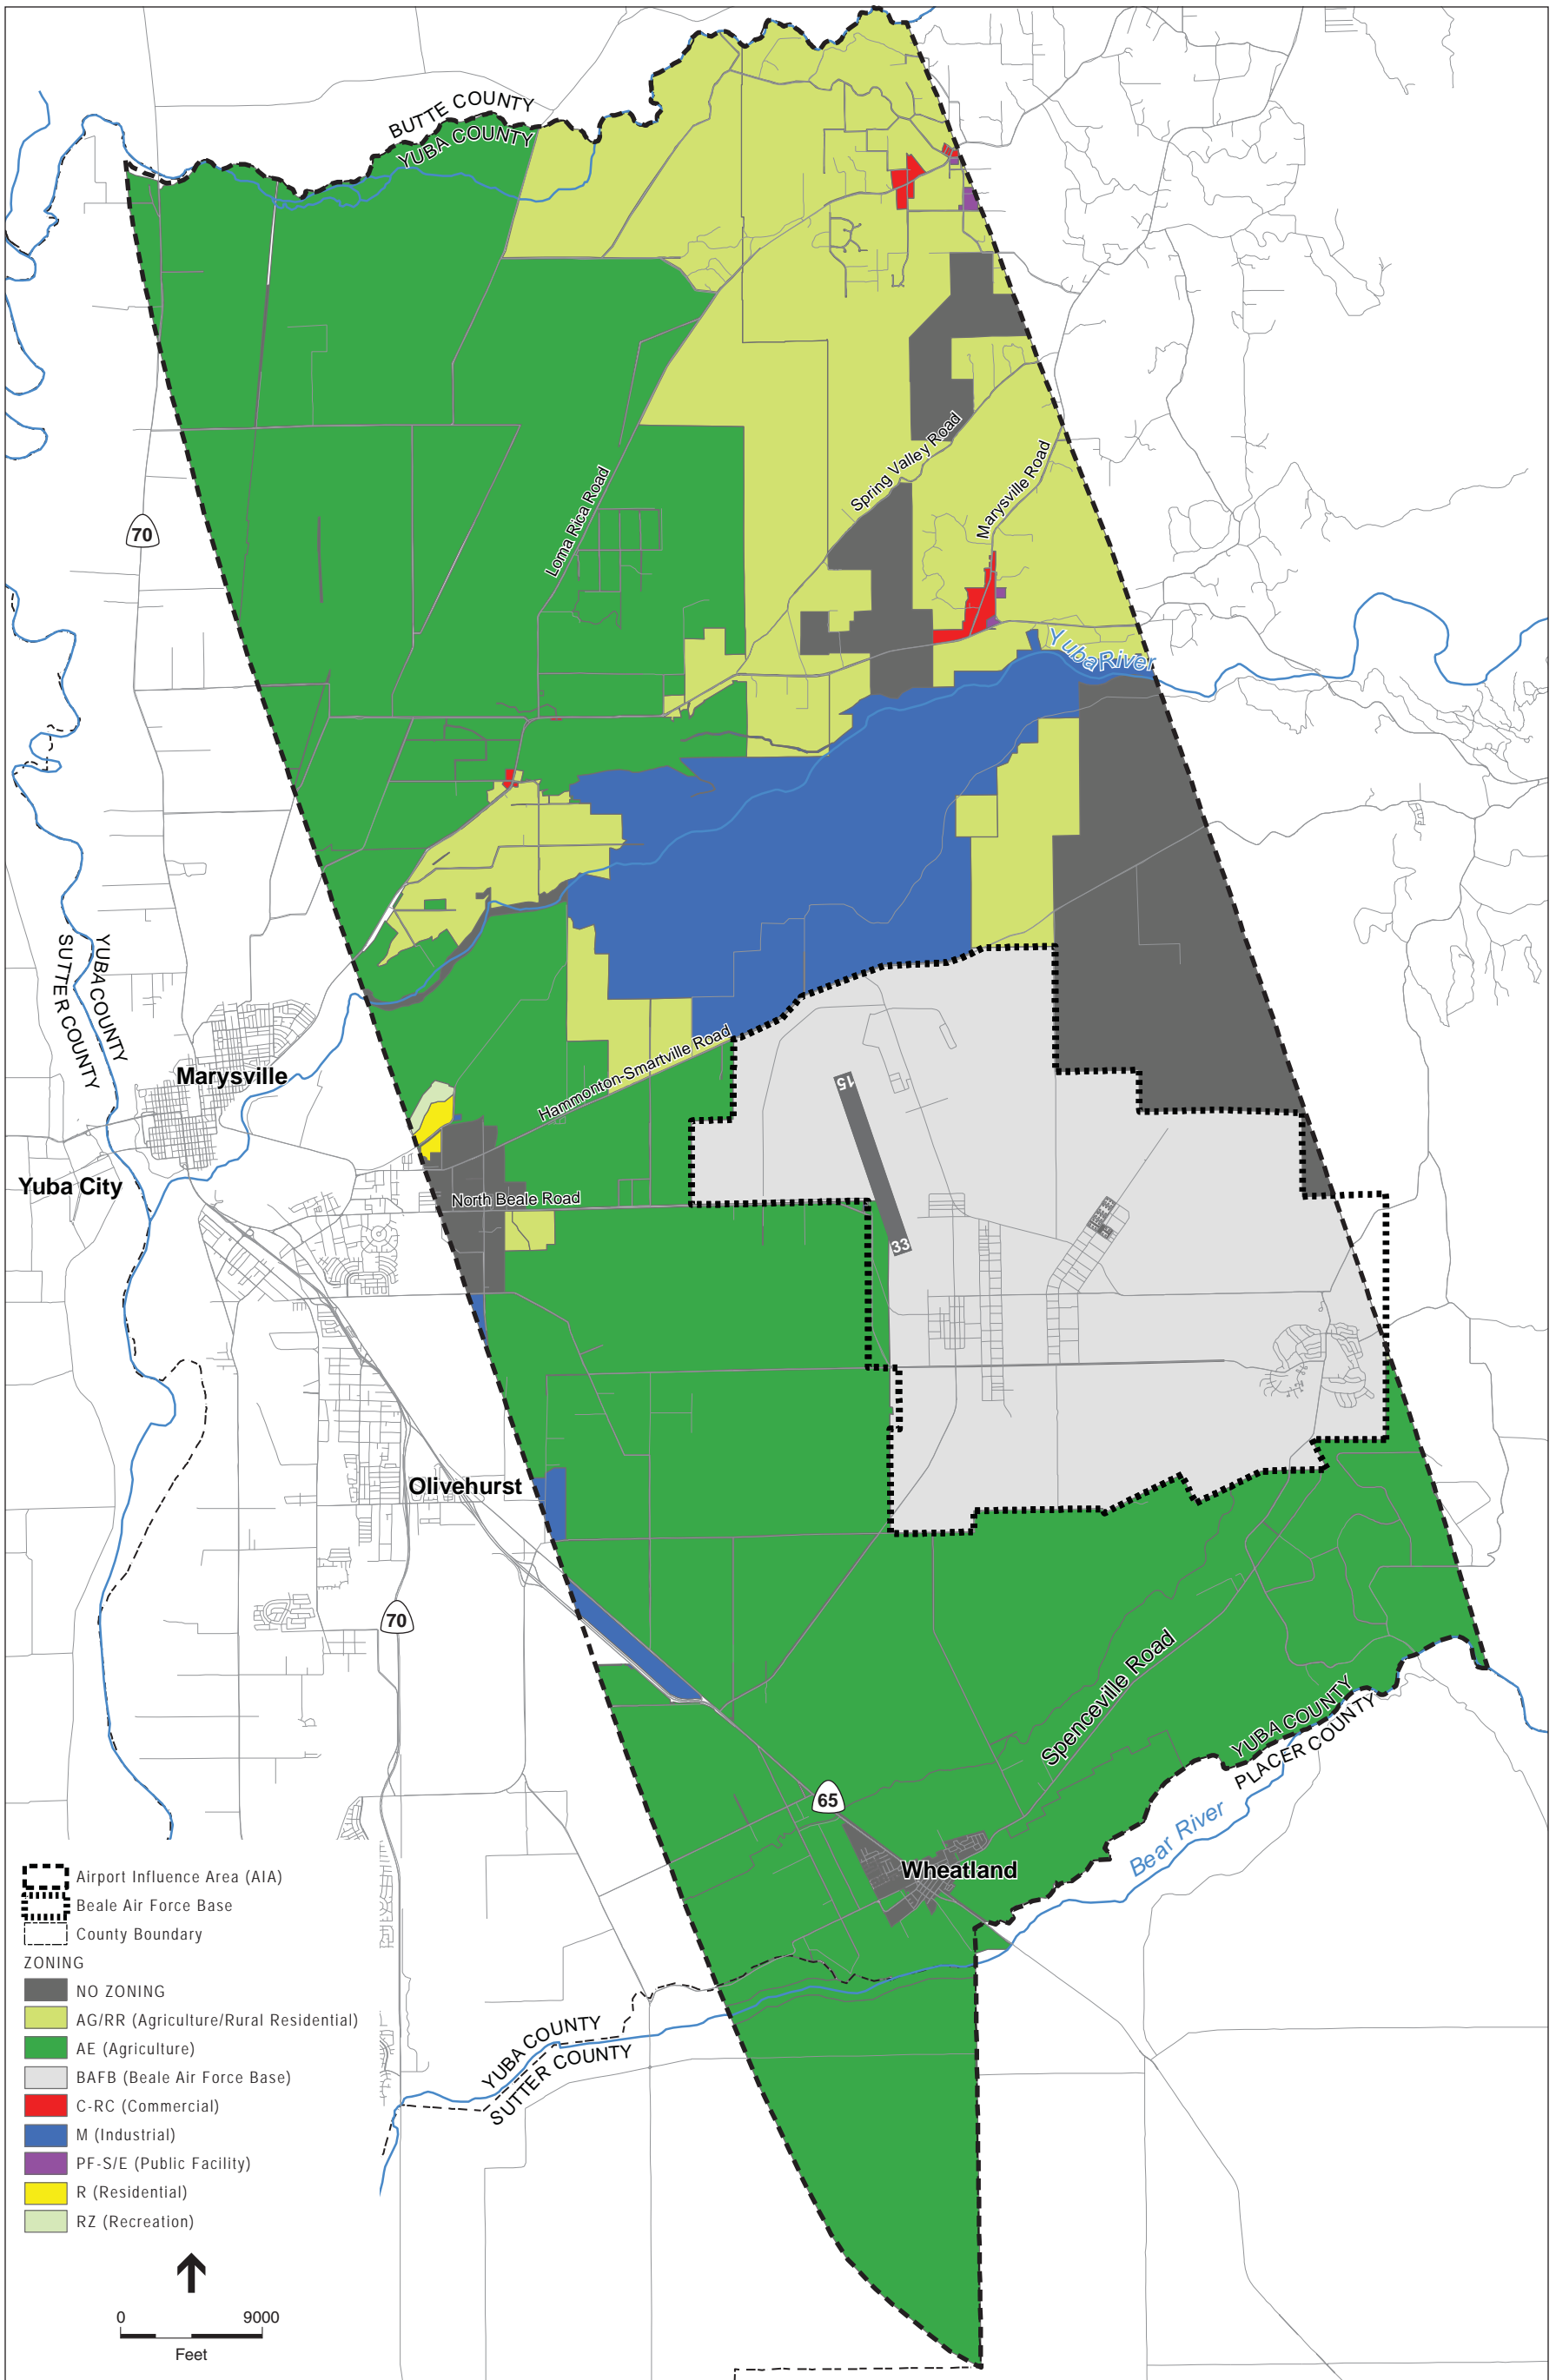 BUTTE COUNTY
YUBA COUNTY
70
Loma Rica Road
Spring Valley Road
Marysville Road
Yuba River
YUBA COUNTY
SUTTER COUNTY
Marysville
Hammonton-Smartville Road
15
Yuba City
North Beale Road
33
Olivehurst
70
Spenceville Road
YUBA COUNTY
PLACER COUNTY
65
Bear River
Wheatland
YUBA COUNTY
SUTTER COUNTY
Airport Influence Area (AIA)
Beale Air Force Base
County Boundary
ZONING
NO ZONING
AG/RR (Agriculture/Rural Residential)
AE (Agriculture)
BAFB (Beale Air Force Base)
C-RC (Commercial)
M (Industrial)
PF-S/E (Public Facility)
R (Residential)
RZ (Recreation)
0 9000
Feet